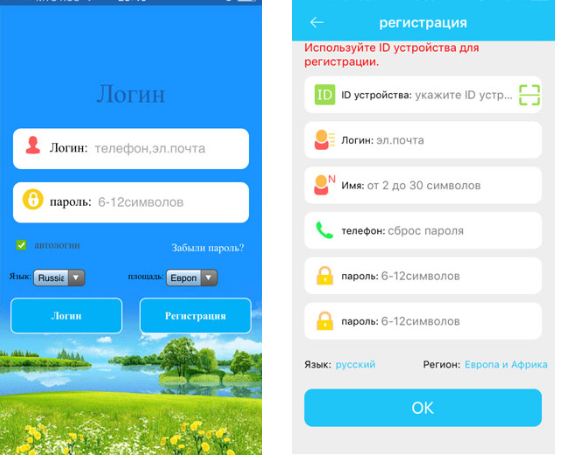 Логин
Логин: телефон,эл.почта
пароль: 6-12символов
автологин
Забыли пароль?
Язык: Russia
площадь: Европ
Логин
Регистрация
регистрация
Используйте ID устройства для
регистрации.
ID
ID устройства: укажите ID устр...
Логин: эл.почта
N
Имя: от 2 до 30 символов
телефон: сброс пароля
пароль: 6-12символов
пароль: 6-12символов
Язык: русский
Регион: Европа и Африка
OK